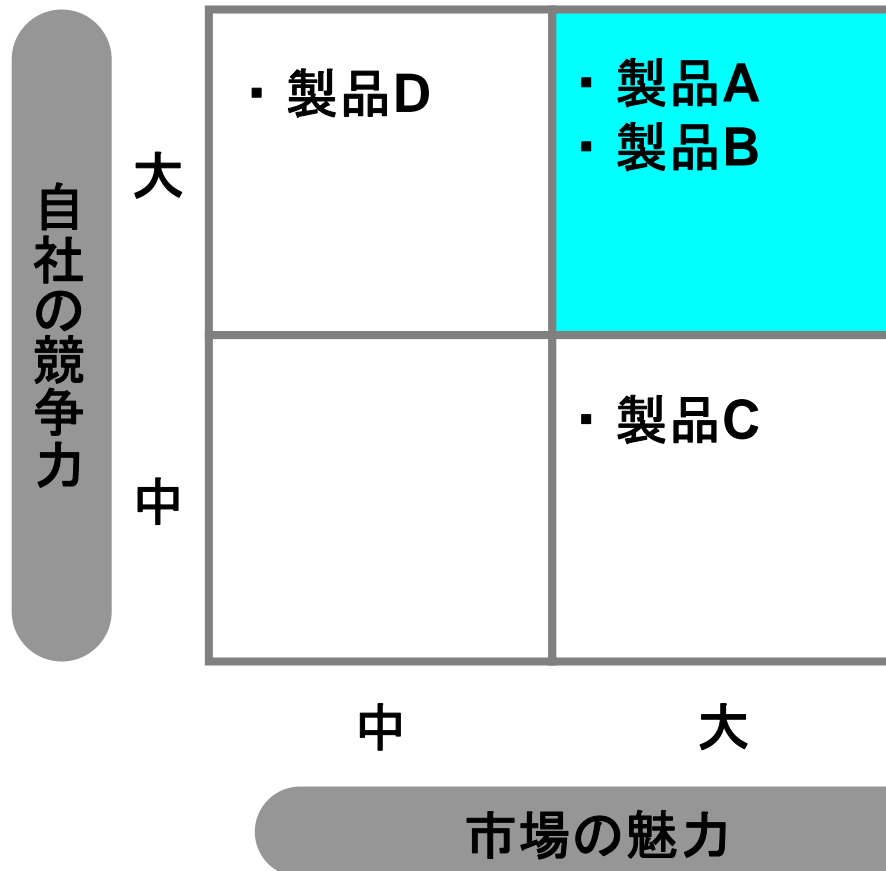 ・ 製品D
・ 製品A
・ 製品B
大
自社の競争力
・ 製品C
中
中
大
市場の魅力